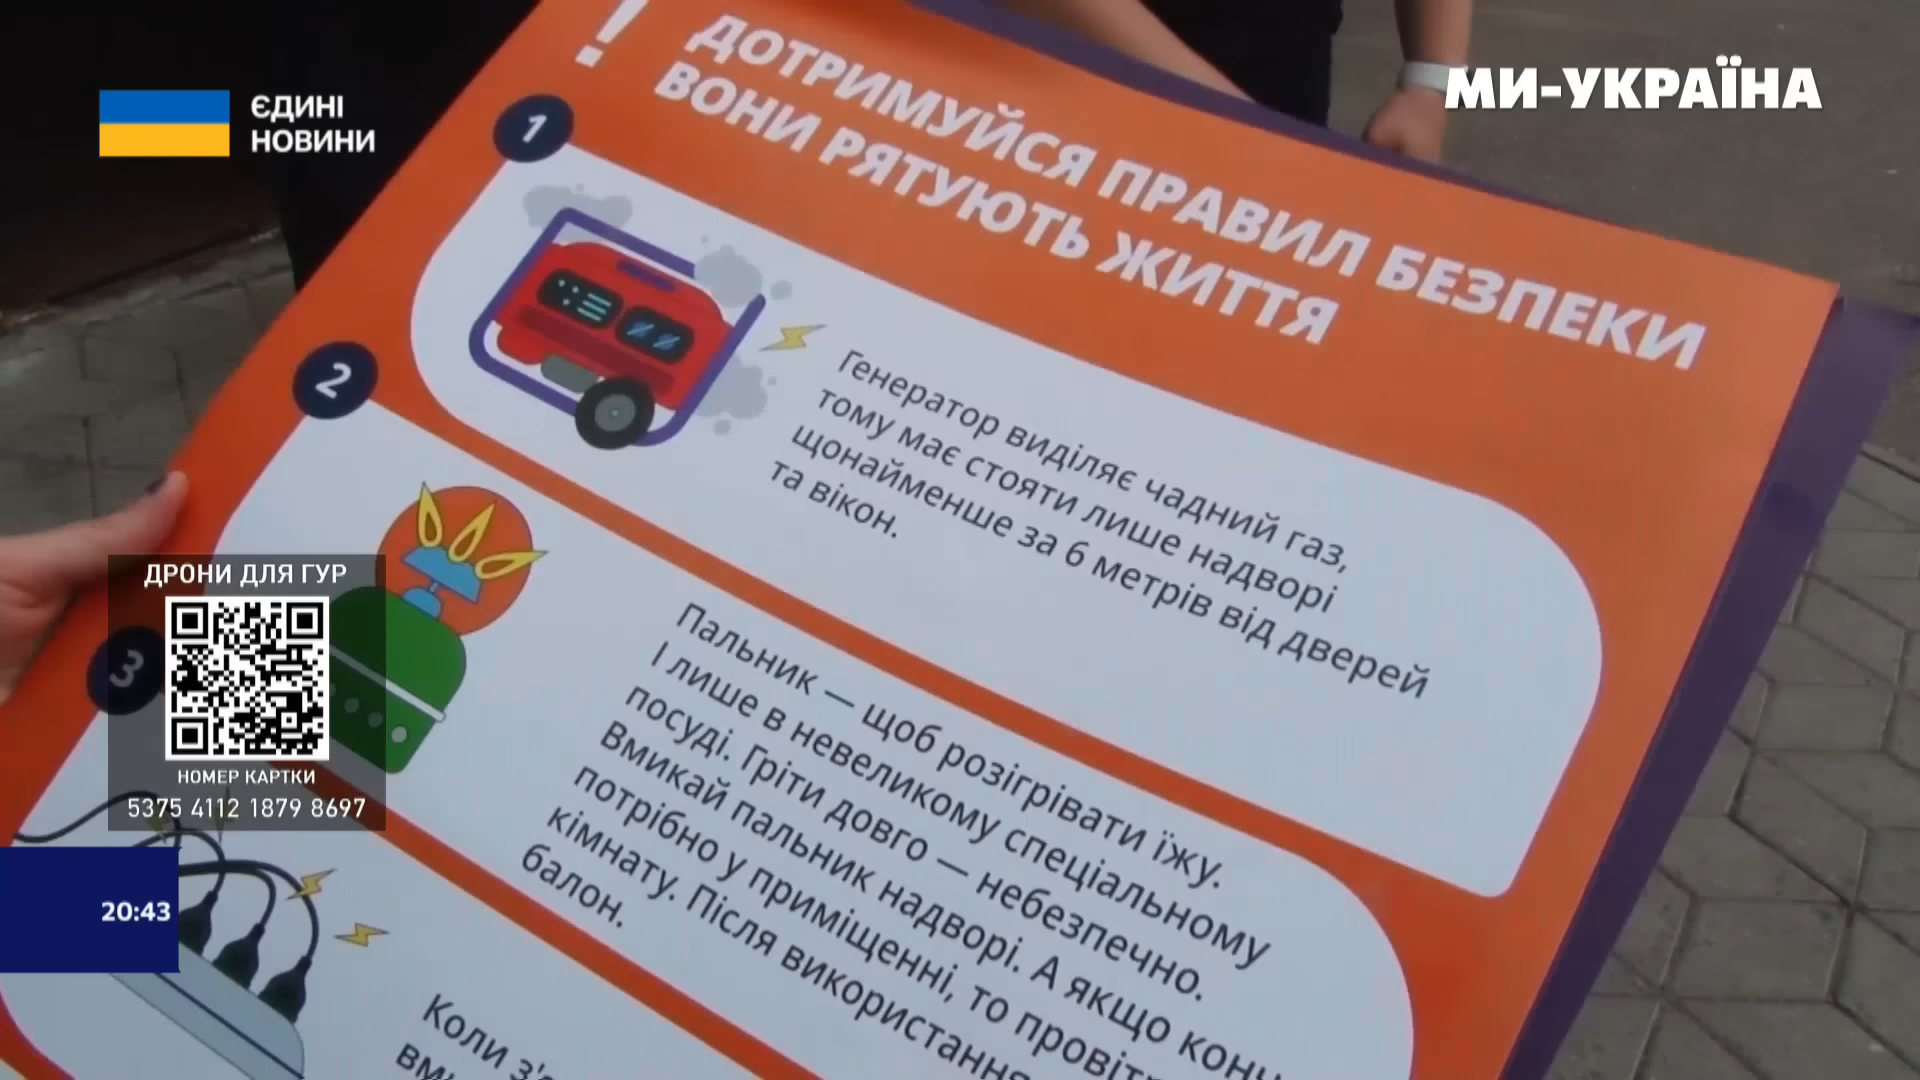 ЄДИНІ
НОВИНИ
МИ-УКРАЇНА
!
ДОТРИМУЙСЯ ПРАВИЛ БЕЗПЕКИ
ВОНИ РЯТУЮТЬ ЖИТТЯ
1
Генератор виділяє чадний газ,
тому має стояти лише надворі
щонайменше за 6 метрів від дверей
та вікон.
2
Пальник — щоб розігрівати їжу.
І лише в невеликому спеціальному
посуді. Гріти довго — небезпечно.
Вмикай пальник надворі. А якщо
потрібно у приміщенні, то
кімнату. Після використання
балон.
3
Коли
ДРОНИ ДЛЯ ГУР
НОМЕР КАРТКИ
5375 4112 1879 8697
20:43